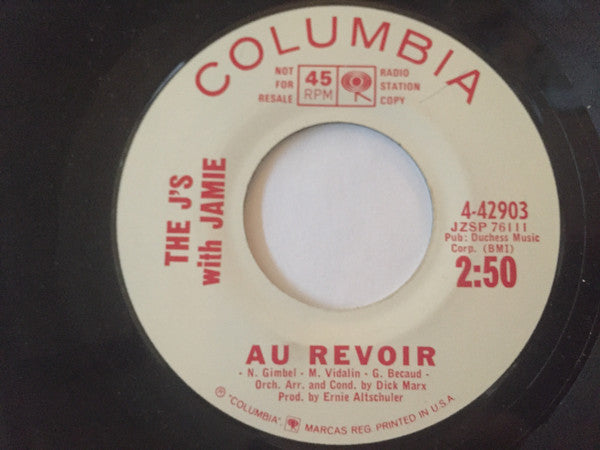 COLUMBIA
NOT
FOR
RESALE
45
RPM
RADIO
STATION
COPY
THE J'S
with JAMIE
4-42903
JZSP 76111
Pub: Duchess Music
Corp. (BMI)
2:50
AU REVOIR
- N. Gimbel - M. Vidalin - G. Becaud -
Orch. Arr. and Cond. by Dick Marx
Prod. by Ernie Altschuler
Ⓟ "COLUMBIA". MARCAS REG. PRINTED IN U.S.A.